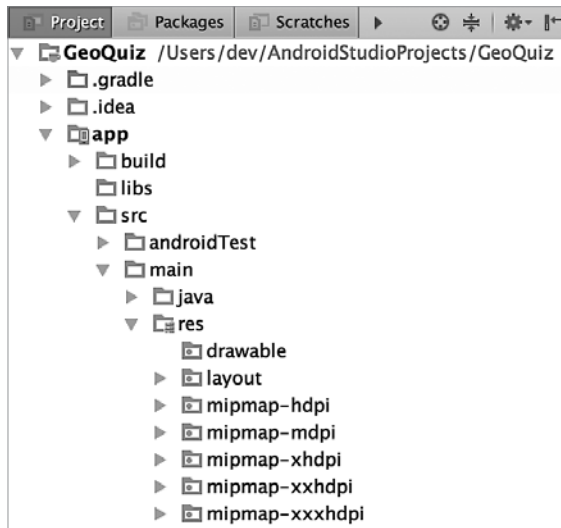 Project Packages Scratches
GeoQuiz /Users/dev/AndroidStudioProjects/GeoQuiz
.gradle
.idea
app
build
libs
src
androidTest
main
java
res
drawable
layout
mipmap-hdpi
mipmap-mdpi
mipmap-xhdpi
mipmap-xxhdpi
mipmap-xxxhdpi